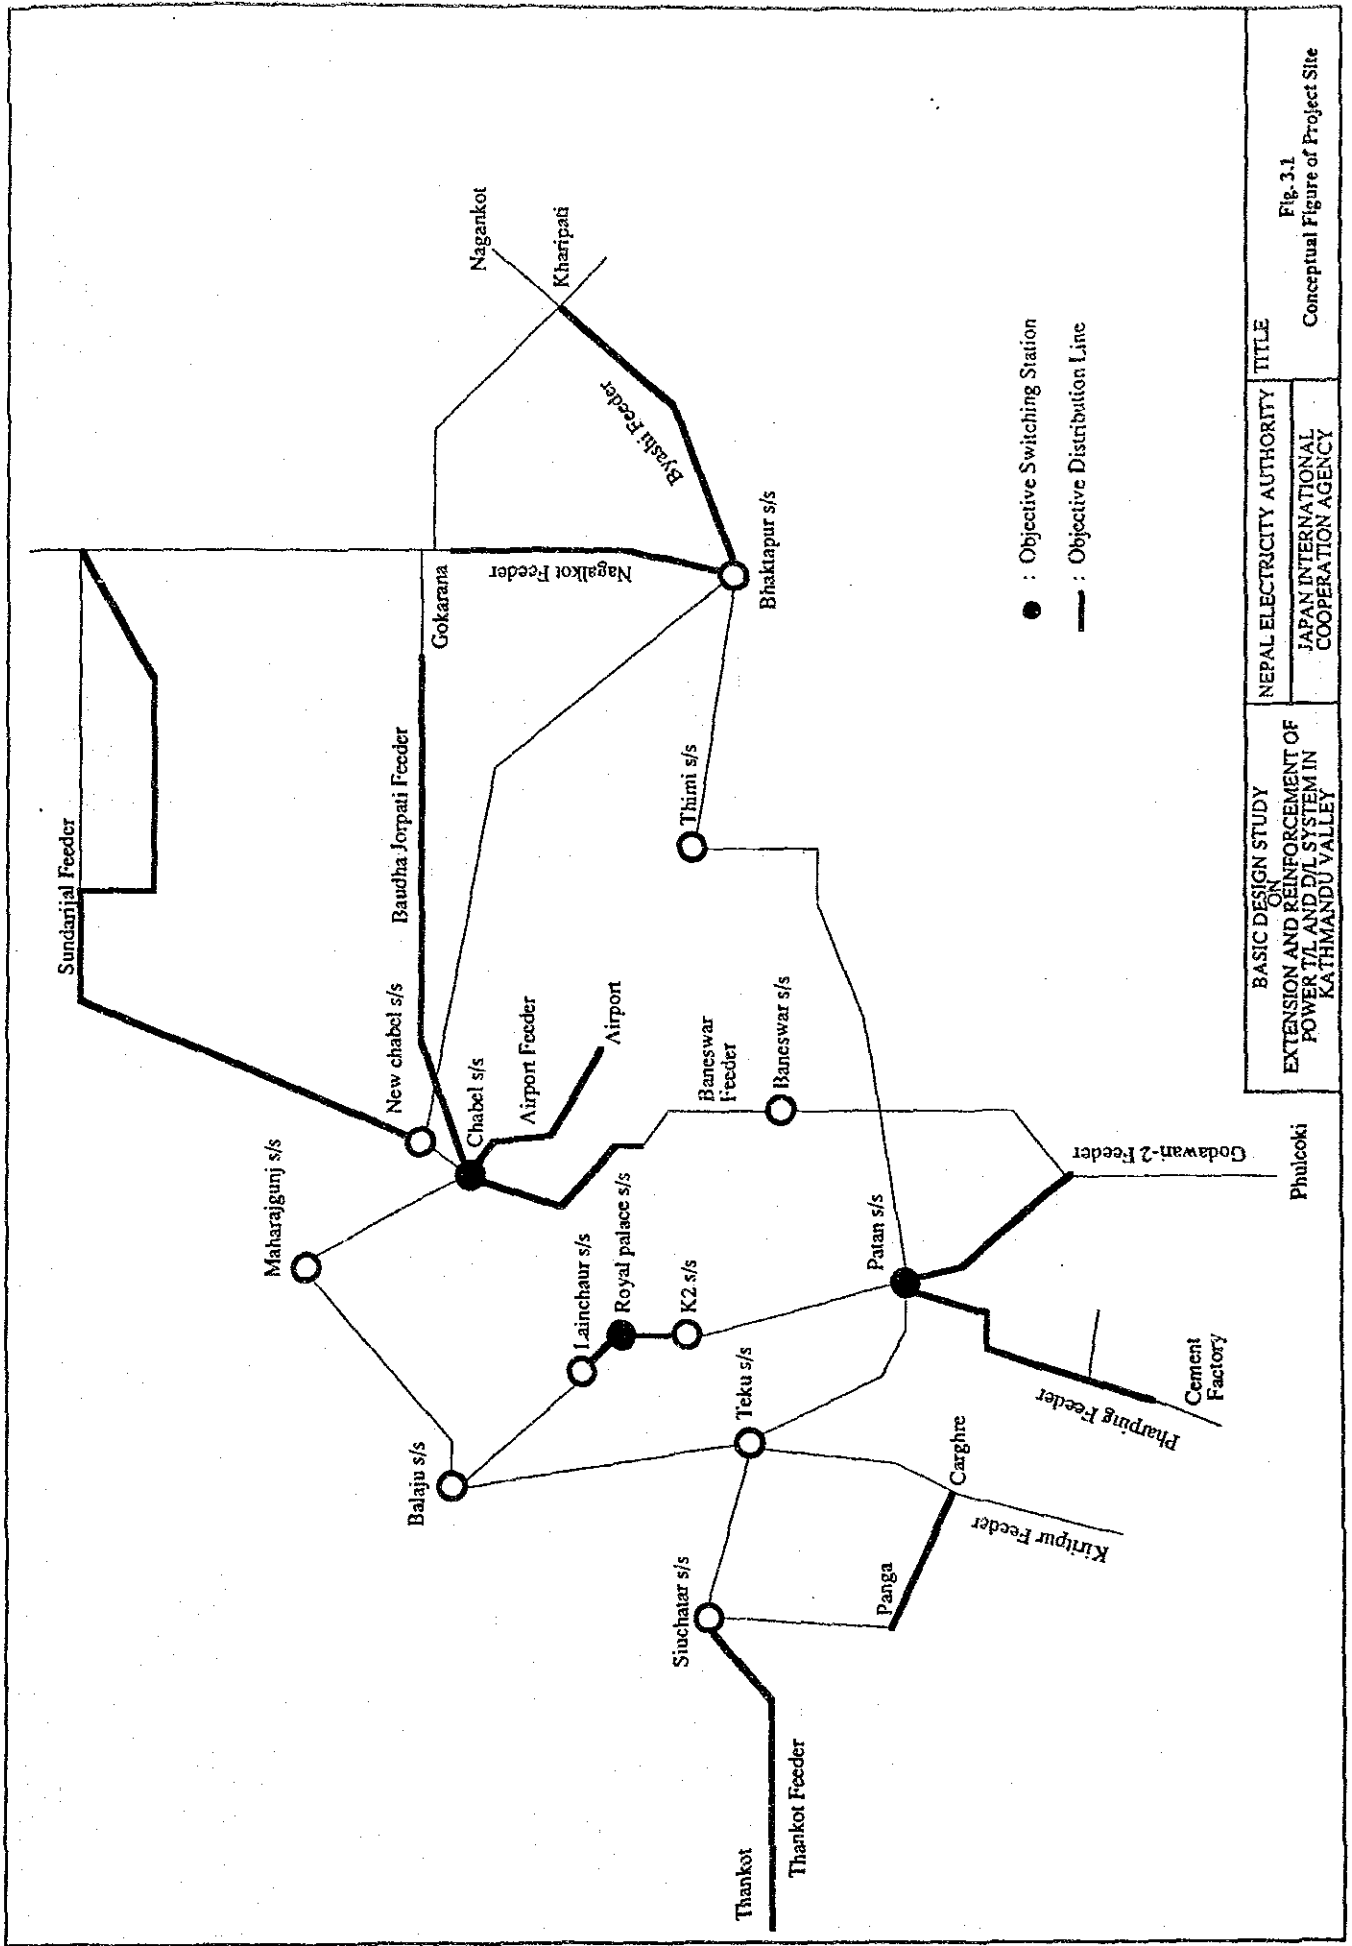 Sundarijal Feeder
Nagankot
Kharipati
Byashi Feeder
Maharajgunj s/s
New chabel s/s
Baudha Jorpati Feeder
Gokarana
Nagalkot Feeder
Balaju s/s
Chabel s/s
Airport Feeder
Airport
Lainchaur s/s
Royal palace s/s
K2 s/s
Baneswar
Feeder
Baneswar s/s
Thimi s/s
Bhaktapur s/s
Siuchatar s/s
Teku s/s
Patan s/s
Thankot
Thankot Feeder
Panga
Carghre
Kiritpur Feeder
Pharping Feeder
Cement
Factory
Godawari-2 Feeder
Phulcoki
: Objective Switching Station
: Objective Distribution Line
BASIC DESIGN STUDY
ON
EXTENSION AND REINFORCEMENT OF
POWER T/L AND D/L SYSTEM IN
KATHMANDU VALLEY
NEPAL ELECTRICITY AUTHORITY
JAPAN INTERNATIONAL
COOPERATION AGENCY
TITLE
Fig. 3.1
Conceptual Figure of Project Site